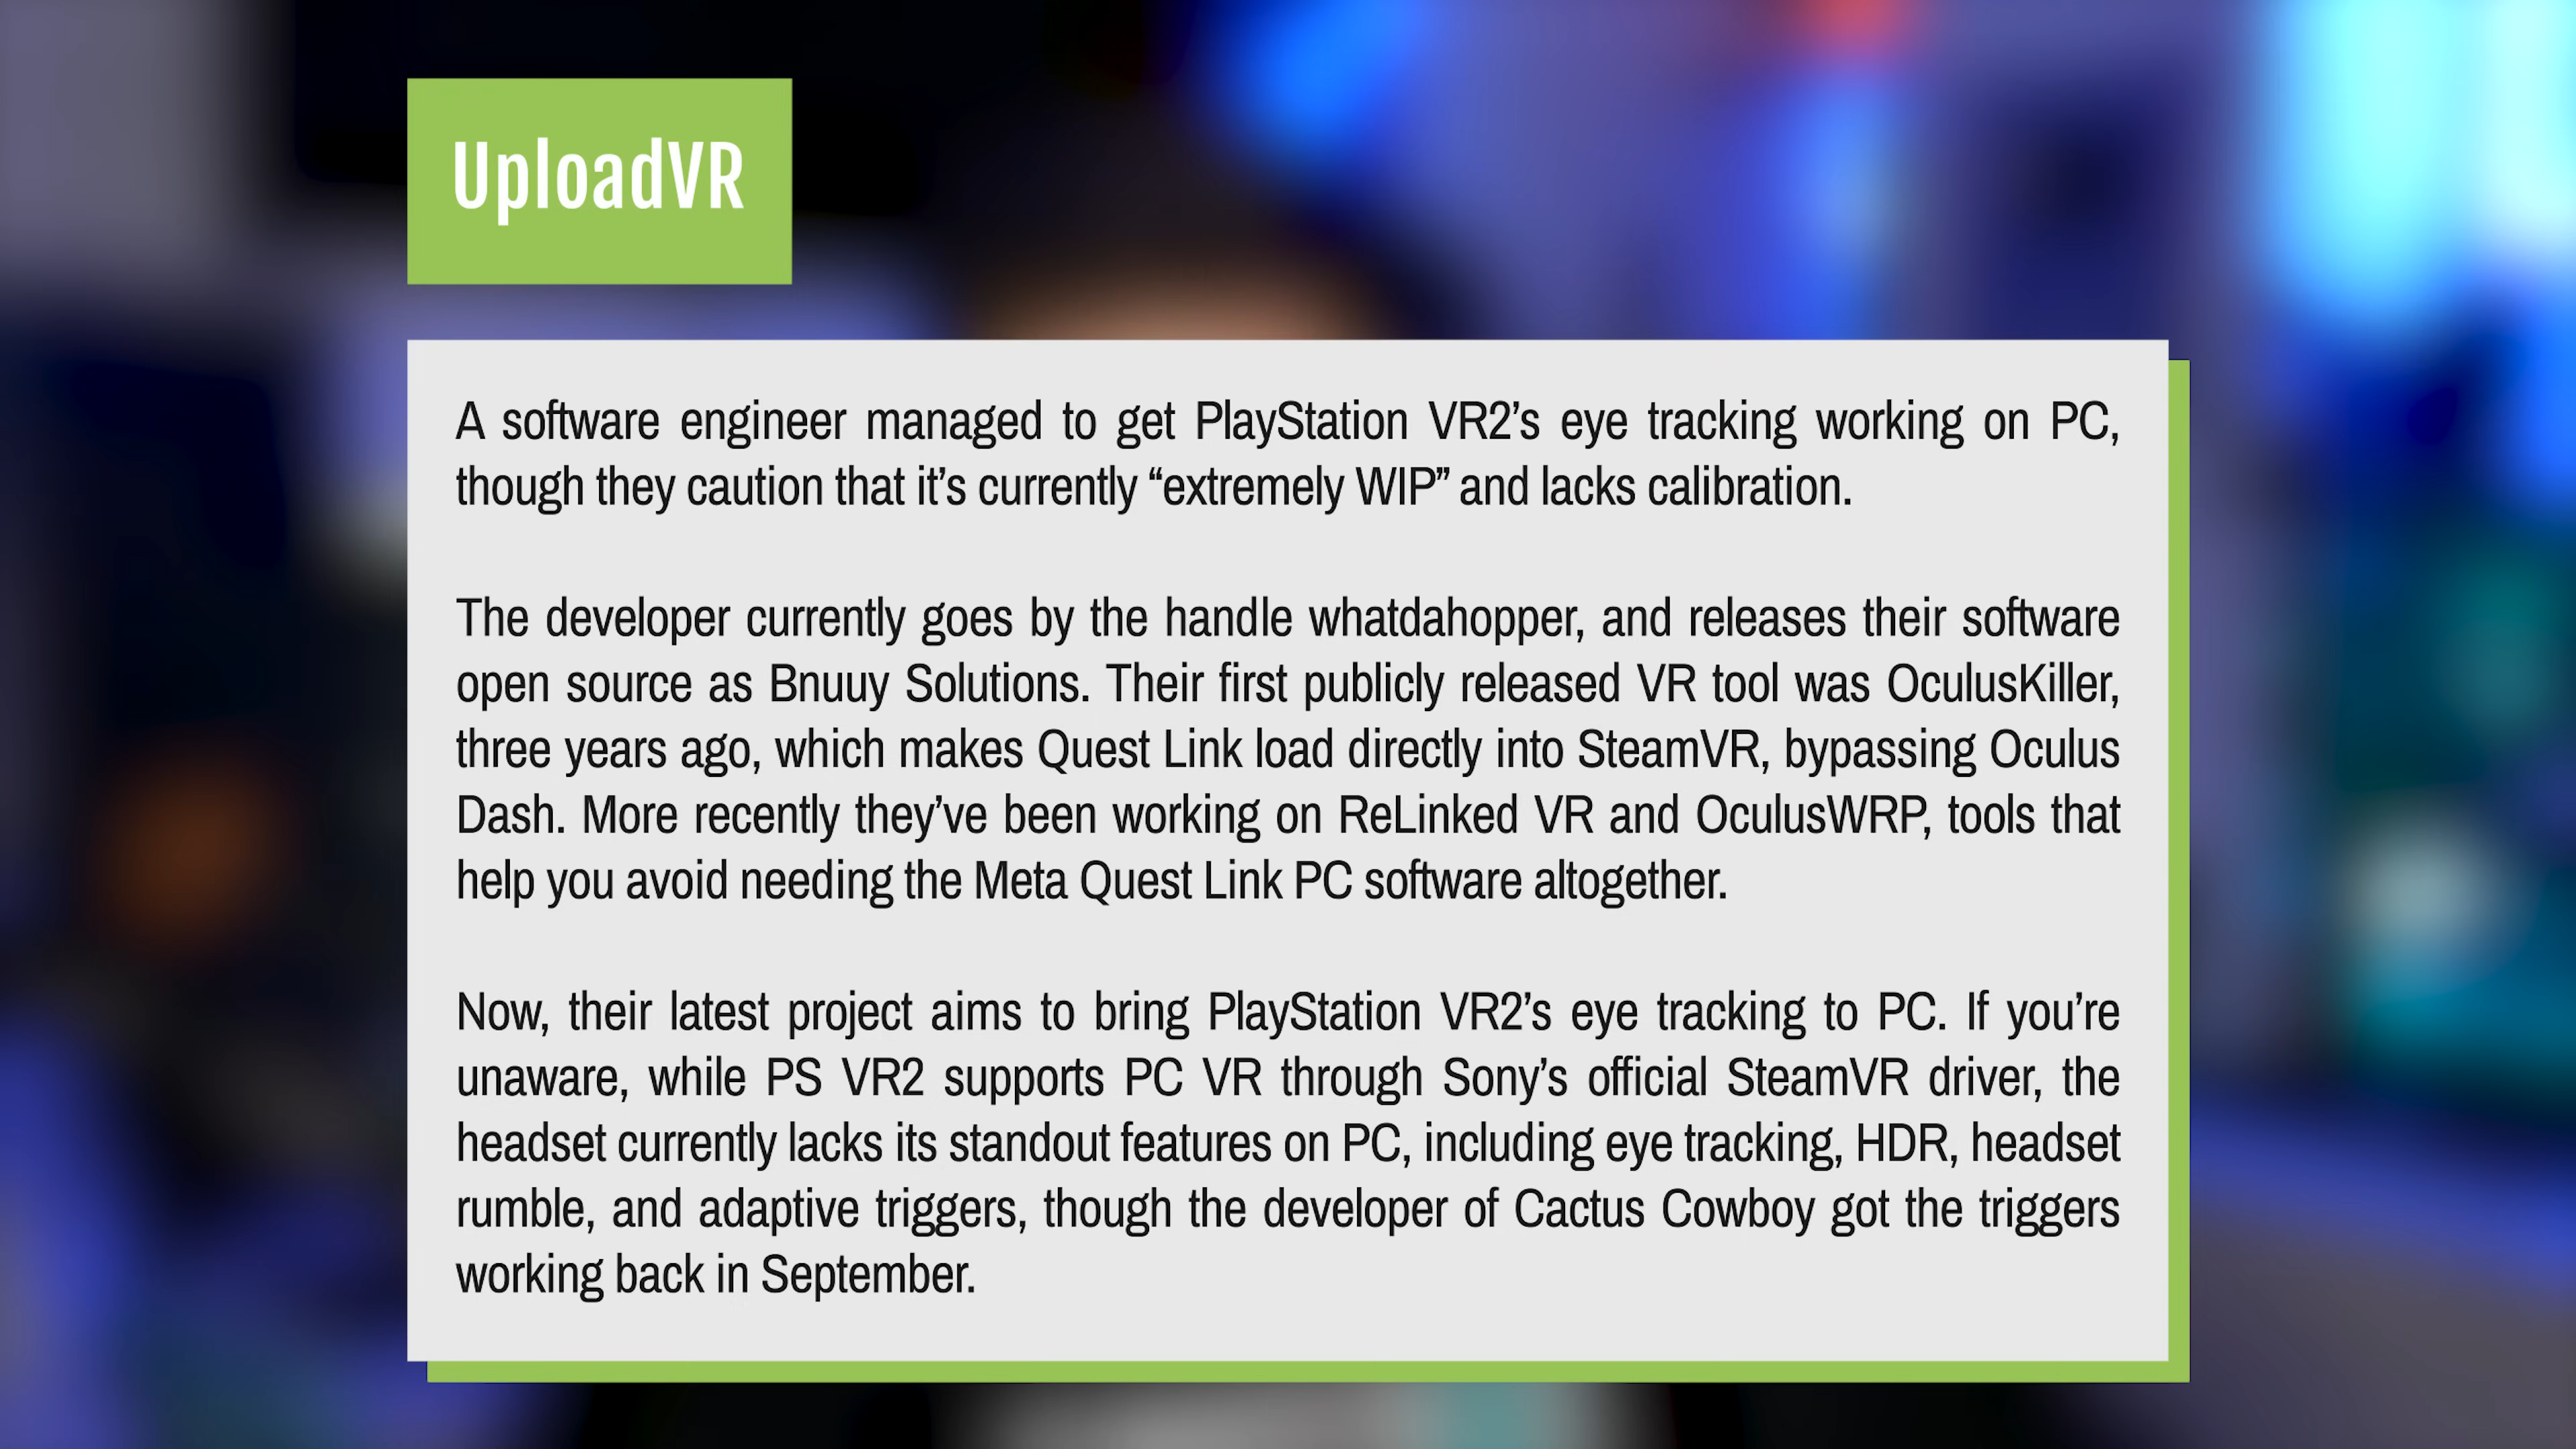 UploadVR
A software engineer managed to get PlayStation VR2’s eye tracking working on PC,
though they caution that it’s currently “extremely WIP” and lacks calibration.
The developer currently goes by the handle whatdahopper, and releases their software
open source as Bnuuy Solutions. Their first publicly released VR tool was OculusKiller,
three years ago, which makes Quest Link load directly into SteamVR, bypassing Oculus
Dash. More recently they’ve been working on ReLinked VR and OculusWRP, tools that
help you avoid needing the Meta Quest Link PC software altogether.
Now, their latest project aims to bring PlayStation VR2’s eye tracking to PC. If you’re
unaware, while PS VR2 supports PC VR through Sony’s official SteamVR driver, the
headset currently lacks its standout features on PC, including eye tracking, HDR, headset
rumble, and adaptive triggers, though the developer of Cactus Cowboy got the triggers
working back in September.